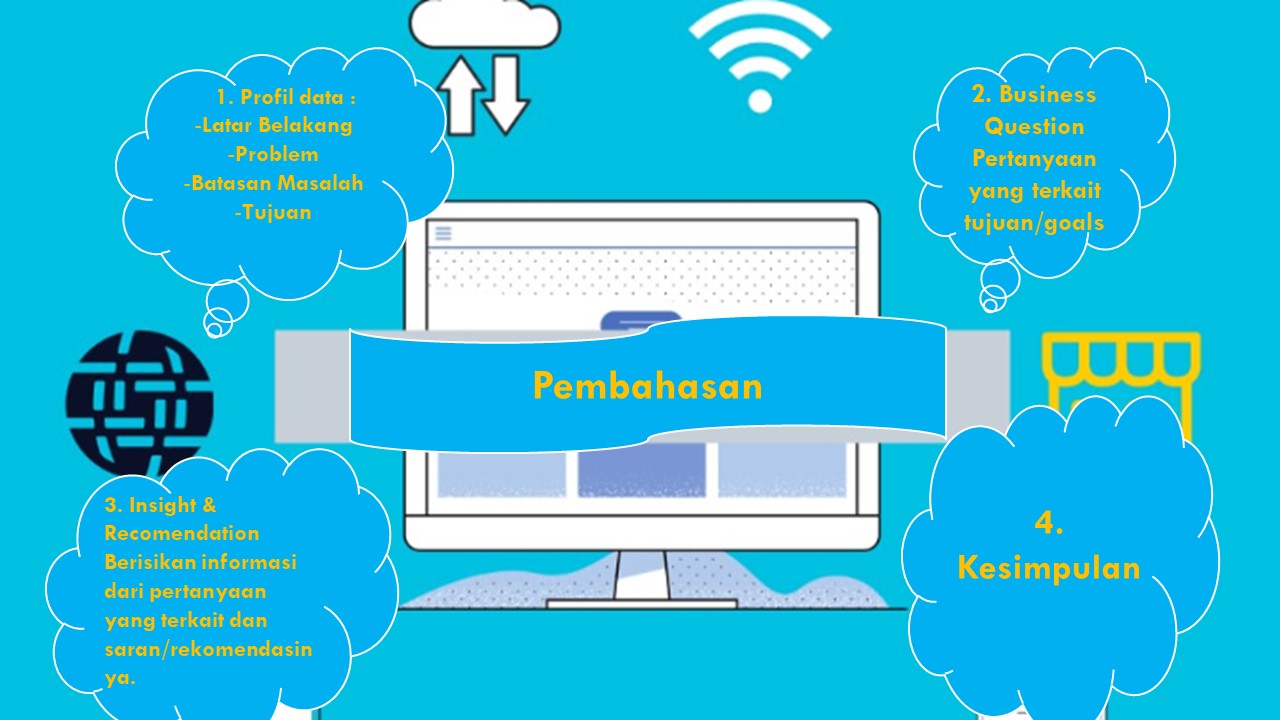 1. Profil data :
-Latar Belakang
-Problem
-Batasan Masalah
-Tujuan
2. Business
Question
Pertanyaan
yang terkait
tujuan/goals
Pembahasan
3. Insight &
Recomendation
Berisikan informasi
dari pertanyaan
yang terkait dan
saran/rekomendasin
ya.
4.
Kesimpulan